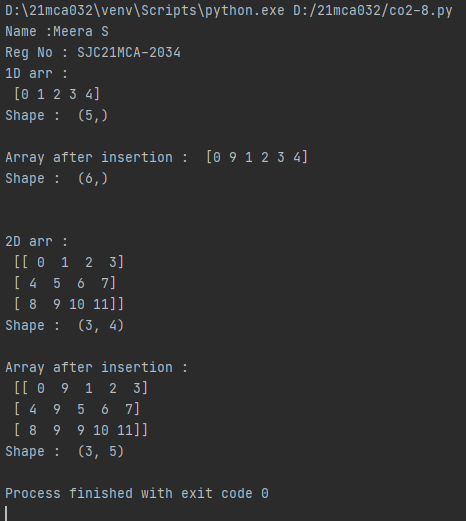 D:\21mca032\venv\Scripts\python.exe D:/21mca032/co2-8.py
Name :Meera S
Reg No : SJC21MCA-2034
1D arr :
 [0 1 2 3 4]
Shape :  (5,)

Array after insertion :  [0 9 1 2 3 4]
Shape :  (6,)


2D arr :
 [[ 0  1  2  3]
 [ 4  5  6  7]
 [ 8  9 10 11]]
Shape :  (3, 4)

Array after insertion :
 [[ 0  9  1  2  3]
 [ 4  9  5  6  7]
 [ 8  9  9 10 11]]
Shape :  (3, 5)

Process finished with exit code 0